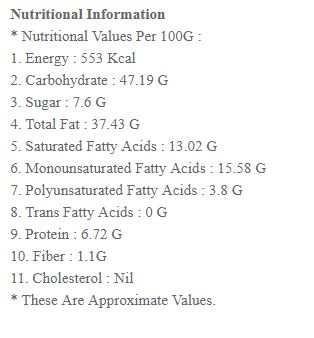 Nutritional Information
* Nutritional Values Per 100G :
1. Energy : 553 Kcal
2. Carbohydrate : 47.19 G
3. Sugar : 7.6 G
4. Total Fat : 37.43 G
5. Saturated Fatty Acids : 13.02 G
6. Monounsaturated Fatty Acids : 15.58 G
7. Polyunsaturated Fatty Acids : 3.8 G
8. Trans Fatty Acids : 0 G
9. Protein : 6.72 G
10. Fiber : 1.1G
11. Cholesterol : Nil
* These Are Approximate Values.